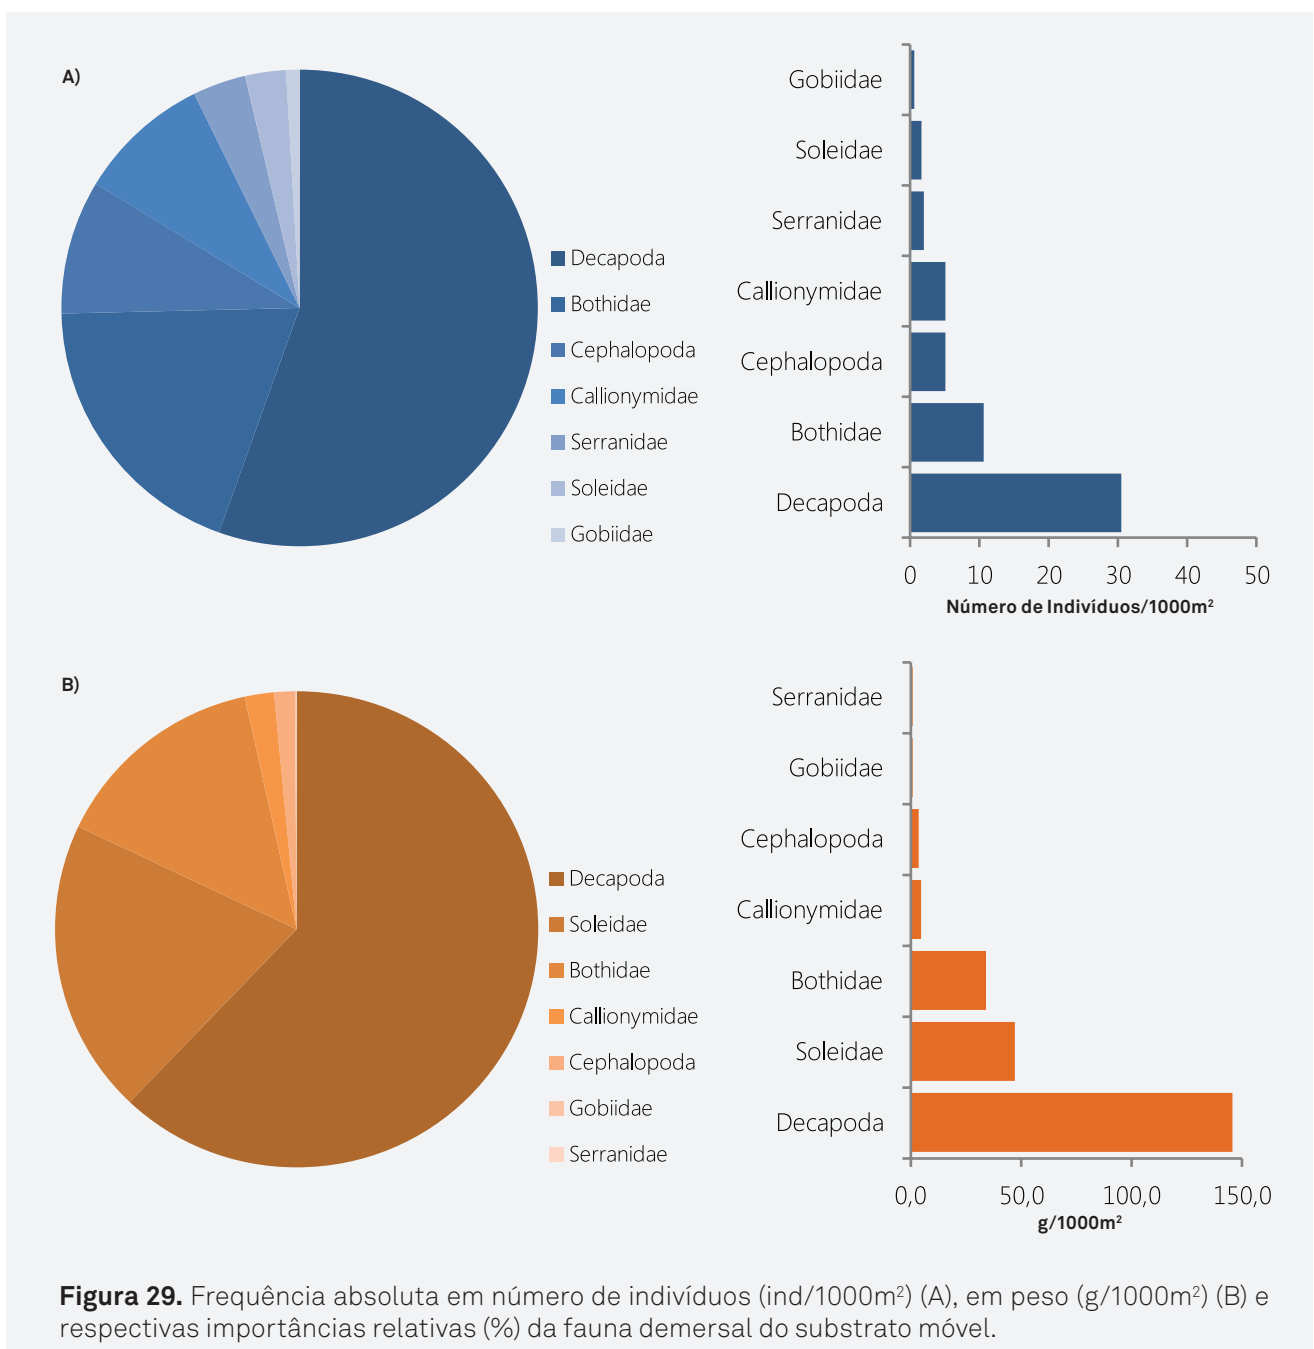 A)
Decapoda
Bothidae
Cephalopoda
Callionymidae
Serranidae
Soleidae
Gobiidae
Gobiidae
Soleidae
Serranidae
Callionymidae
Cephalopoda
Bothidae
Decapoda
0 10 20 30 40 50
Número de Indivíduos/1000m²
B)
Decapoda
Soleidae
Bothidae
Callionymidae
Cephalopoda
Gobiidae
Serranidae
Serranidae
Gobiidae
Cephalopoda
Callionymidae
Bothidae
Soleidae
Decapoda
0,0 50,0 100,0 150,0
g/1000m²
Figura 29. Frequência absoluta em número de indivíduos (ind/1000m²) (A), em peso (g/1000m²) (B) e
respectivas importâncias relativas (%) da fauna demersal do substrato móvel.